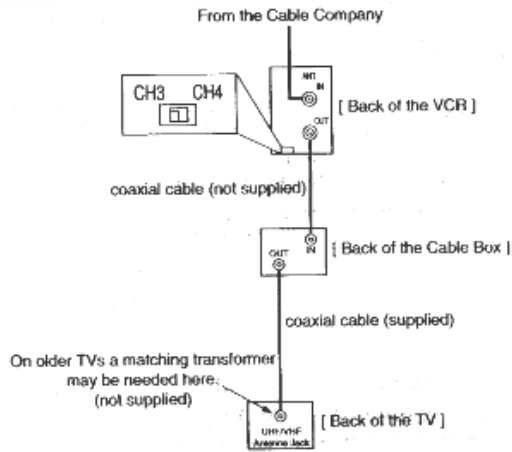 From the Cable Company
ANT
IN
CH3 CH4
[ Back of the VCR ]
OUT
coaxial cable (not supplied)
OUT
IN
[ Back of the Cable Box ]
coaxial cable (supplied)
On older TVs a matching transformer
may be needed here.
(not supplied)
[ Back of the TV ]
UHF/VHF
Antenna Jack